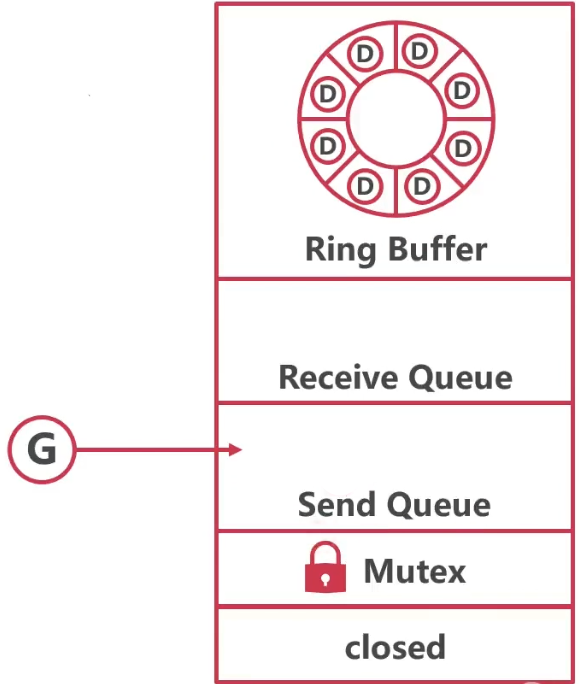 D D
D D
D D
D D
Ring Buffer
Receive Queue
G
Send Queue
Mutex
closed